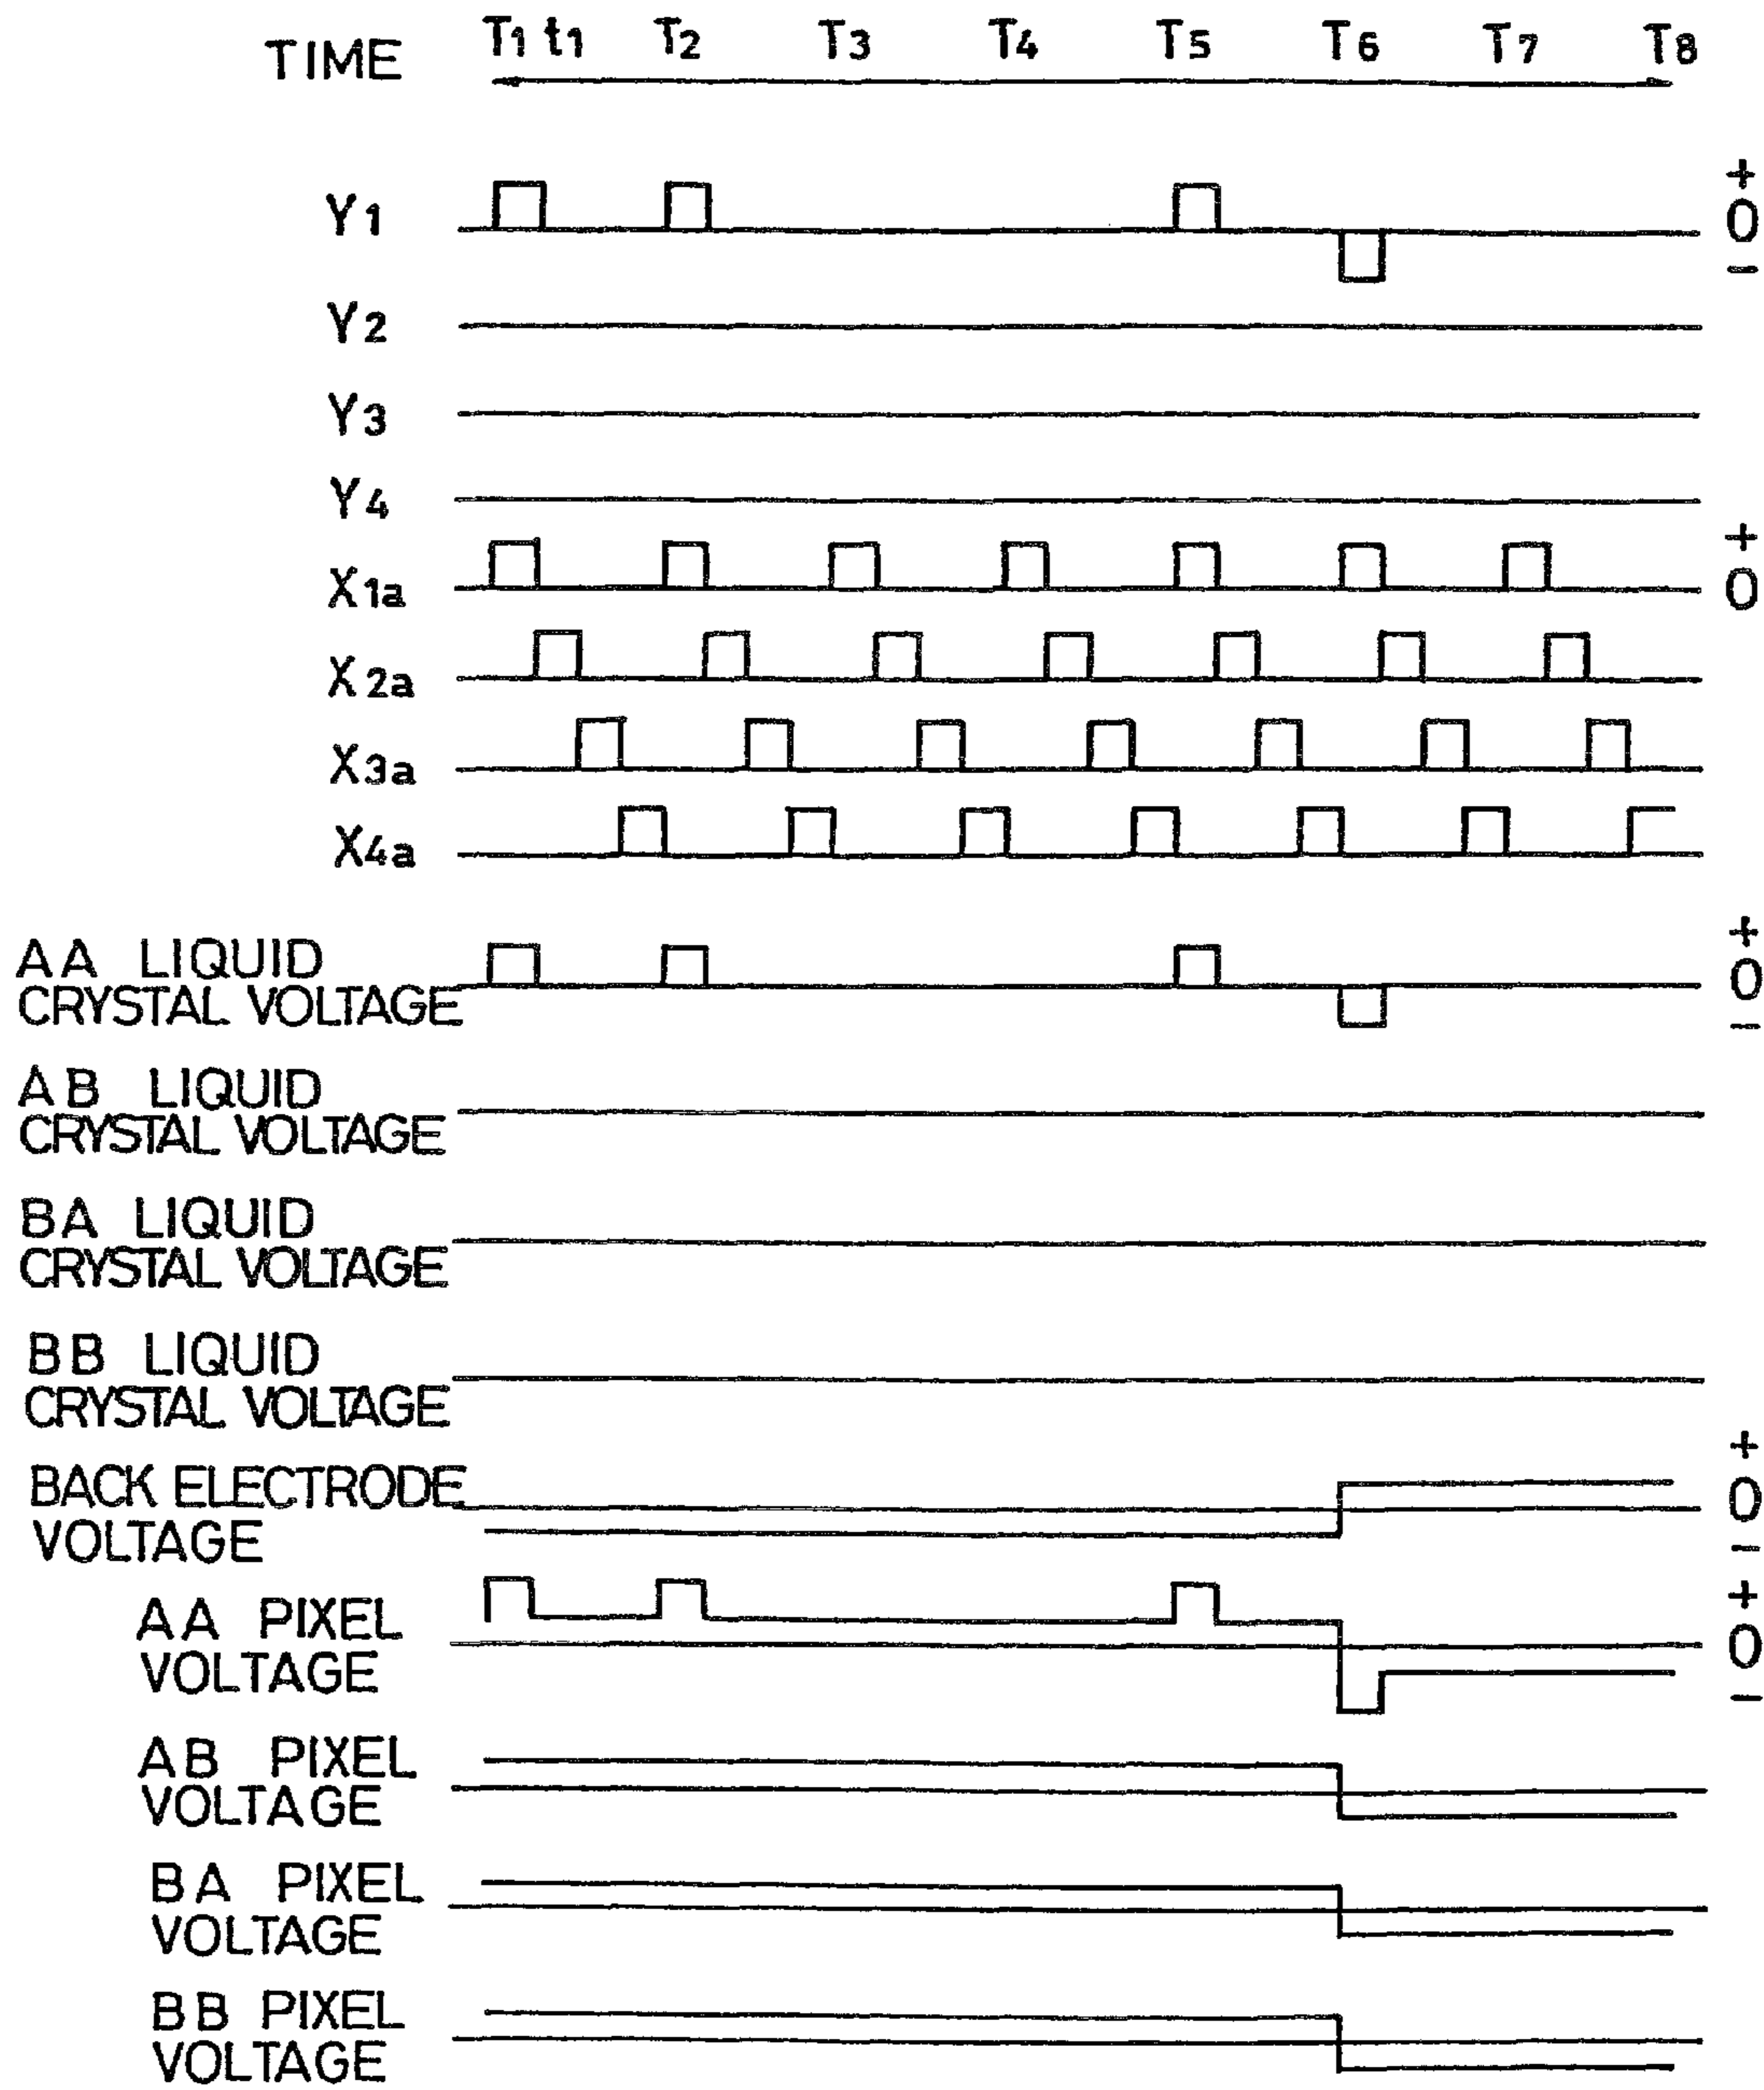 TIME T1 t1 T2 T3 T4 T5 T6 T7 T8
Y1
+
0
−
Y2
Y3
Y4
X1a
+
0
X2a
X3a
X4a
AA LIQUID
CRYSTAL VOLTAGE
+
0
−
AB LIQUID
CRYSTAL VOLTAGE
BA LIQUID
CRYSTAL VOLTAGE
BB LIQUID
CRYSTAL VOLTAGE
BACK ELECTRODE
VOLTAGE
+
0
−
AA PIXEL
VOLTAGE
+
0
−
AB PIXEL
VOLTAGE
BA PIXEL
VOLTAGE
BB PIXEL
VOLTAGE